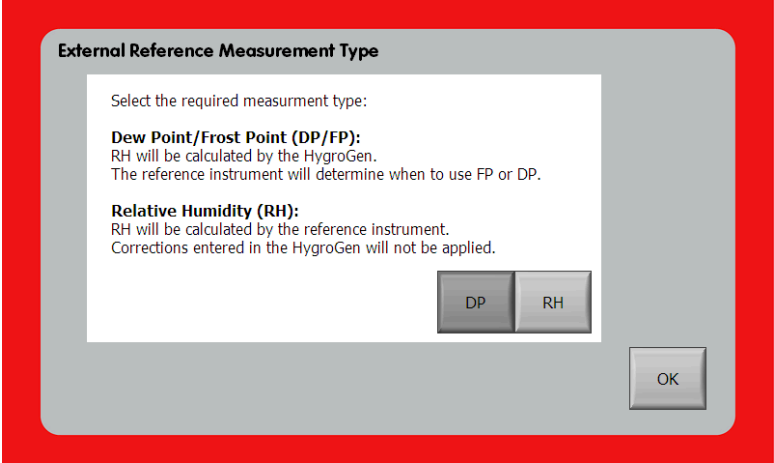 External Reference Measurement Type
Select the required measurment type:
Dew Point/Frost Point (DP/FP):
RH will be calculated by the HygroGen.
The reference instrument will determine when to use FP or DP.
Relative Humidity (RH):
RH will be calculated by the reference instrument.
Corrections entered in the HygroGen will not be applied.
DP RH
OK